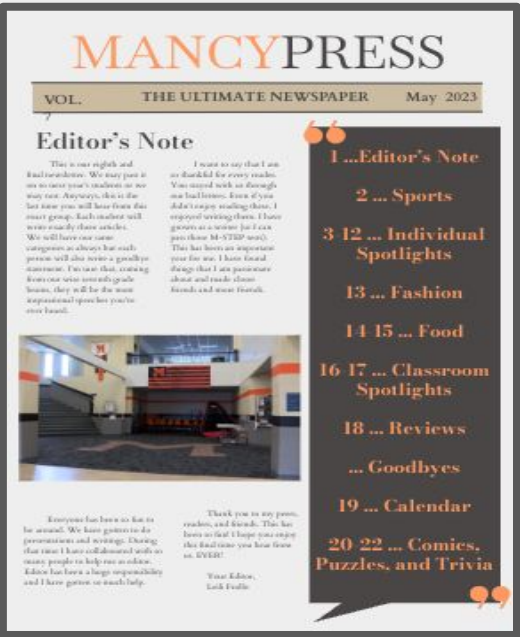 MANCYPRESS
VOL.
7
THE ULTIMATE NEWSPAPER
May 2023
Editor's Note
This is our eighth and
final newsletter. We may pass it
on to next year's students or we
may not. Anyways, this is the
last time you will hear from this
exact group. Each student will
write exactly three articles.
We will have our same
categories as always but each
person will also write a goodbye
statement. I'm sure that, coming
from our wise seventh grade
brains, they will be the most
inspirational speeches you've
ever heard.
I want to say that I am
so thankful for every reader.
You stayed with us through
our bad letters. Even if you
didn't enjoy reading them, I
enjoyed writing them. I have
grown as a writer (so I can
pass those M-STEP tests).
This has been an important
year for me. I have found
things that I am passionate
about and made close
friends and more friends.
Everyone has been so fun to
be around. We have gotten to do
presentations and writings. During
that time I have collaborated with so
many people to help me as editor.
Editor has been a huge responsibility
and I have gotten so much help.
Thank you to my peers,
readers, and friends. This has
been so fun! I hope you enjoy
this final time you hear from
us. EVER!
Your Editor,
1 ...Editor's Note
2 ... Sports
3-12 ... Individual
Spotlights
13 ... Fashion
14-15 ... Food
16-17 ... Classroom
Spotlights
18 ... Reviews
... Goodbyes
19 ... Calendar
20-22 ... Comics,
Puzzles, and Trivia